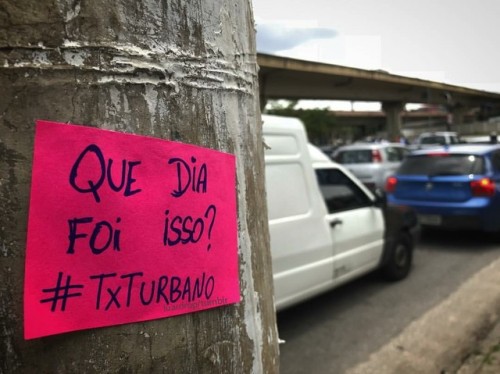 QUE DIA
FOi isso?
#TxTURBANO